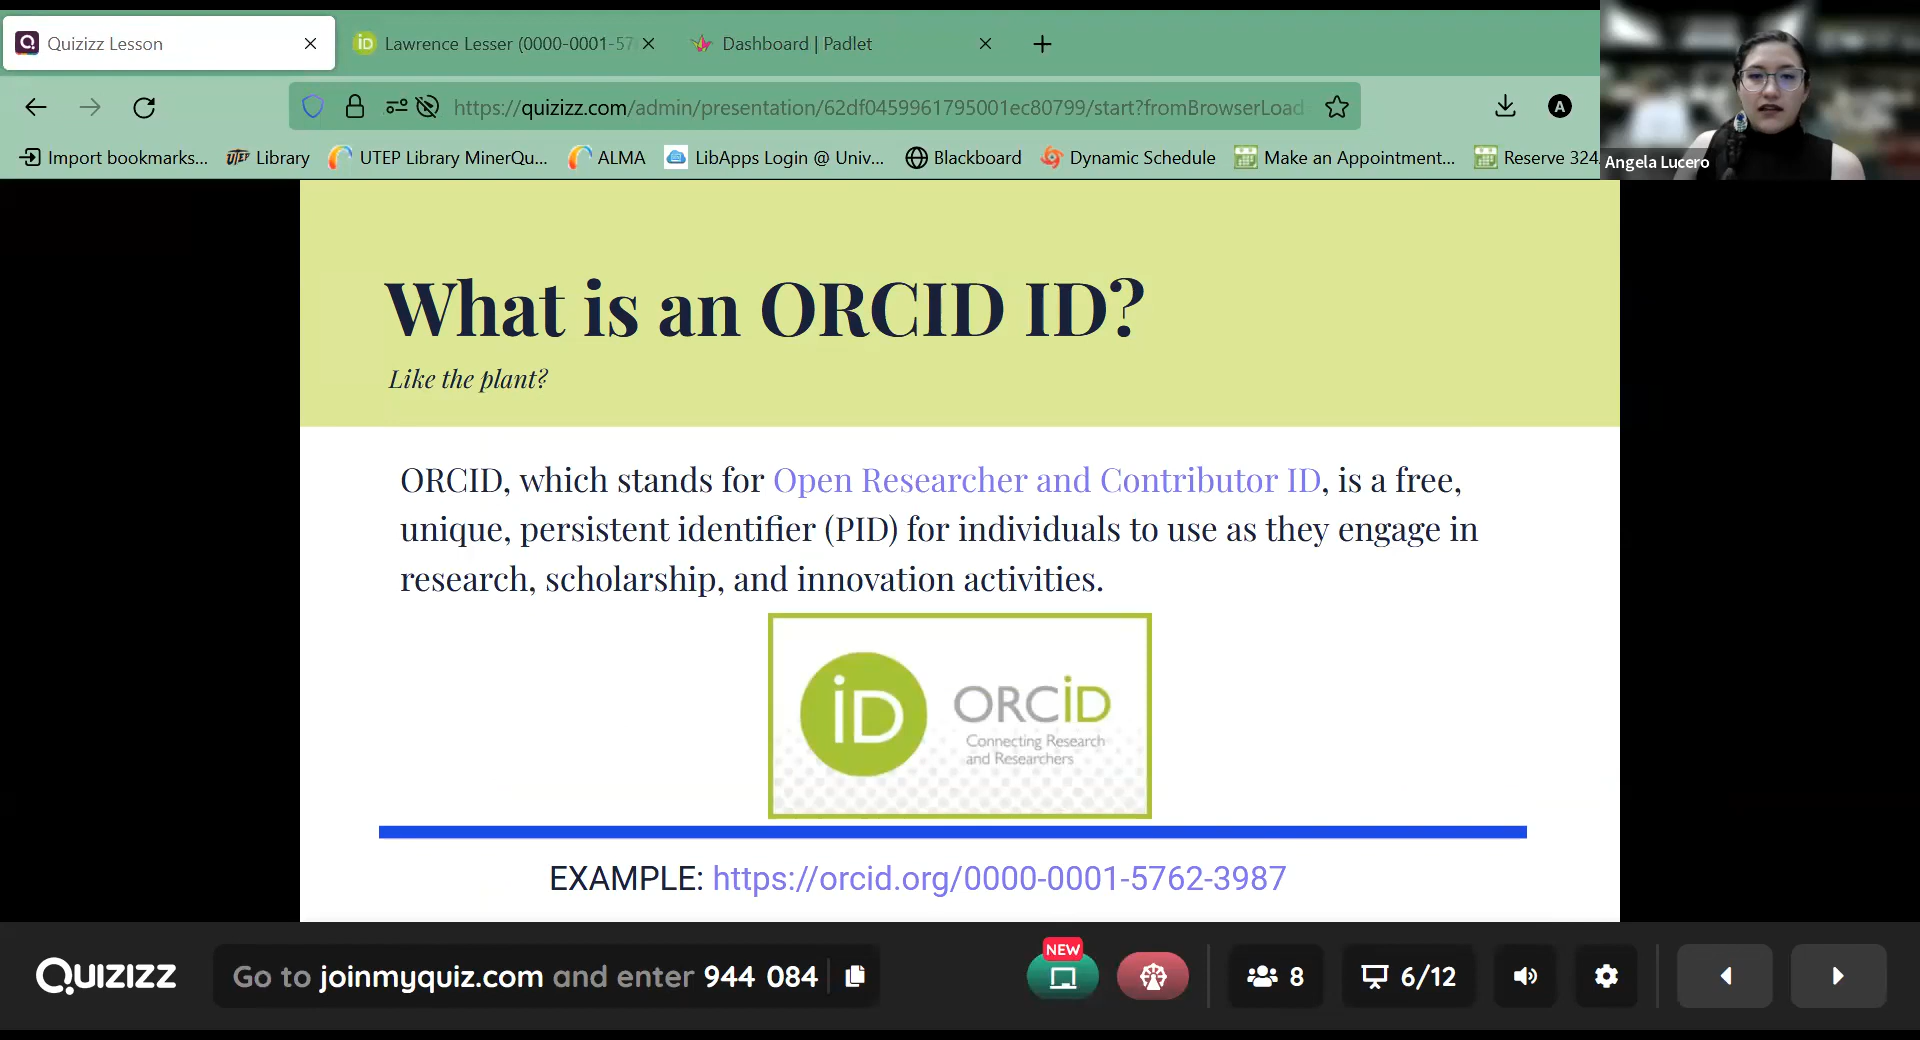 Quizizz Lesson
Lawrence Lesser (0000-0001-57
Dashboard | Padlet
https://quizizz.com/admin/presentation/62df0459961795001ec80799/start?fromBrowserLoad
A
Import bookmarks...
UTEP Library
UTEP Library MinerQu...
ALMA
LibApps Login @ Univ...
Blackboard
Dynamic Schedule
Make an Appointment...
Reserve 324
Angela Lucero
What is an ORCID ID?
Like the plant?
ORCID, which stands for Open Researcher and Contributor ID, is a free,
unique, persistent identifier (PID) for individuals to use as they engage in
research, scholarship, and innovation activities.
iD ORCiD
Connecting Research
and Researchers
EXAMPLE: https://orcid.org/0000-0001-5762-3987
QUIZIZZ
Go to joinmyquiz.com and enter 944 084
NEW
8
6/12